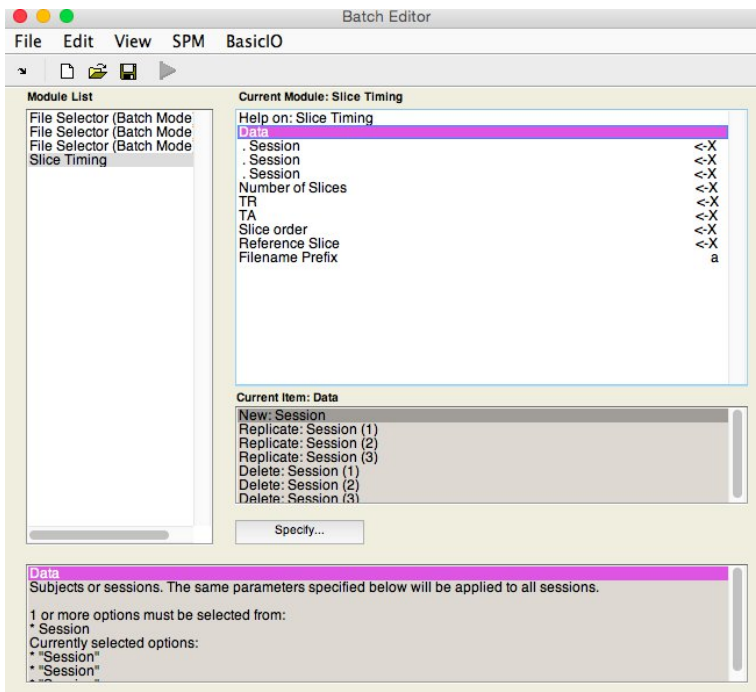 Batch Editor
File Edit View SPM BasicIO
Module List
File Selector (Batch Mode
File Selector (Batch Mode
File Selector (Batch Mode
Slice Timing
Current Module: Slice Timing
Help on: Slice Timing
Data
. Session <-X
. Session <-X
. Session <-X
Number of Slices <-X
TR <-X
TA <-X
Slice order <-X
Reference Slice <-X
Filename Prefix a
Current Item: Data
New: Session
Replicate: Session (1)
Replicate: Session (2)
Replicate: Session (3)
Delete: Session (1)
Delete: Session (2)
Delete: Session (3)
Specify...
Data
Subjects or sessions. The same parameters specified below will be applied to all sessions.
1 or more options must be selected from:
* Session
Currently selected options:
* "Session"
* "Session"
* "Session"